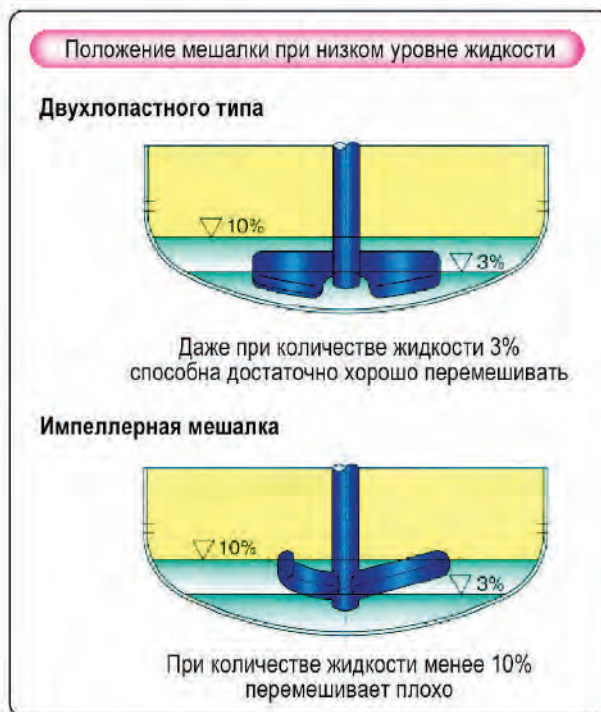 Положение мешалки при низком уровне жидкости
Двухлопастного типа
10%
3%
Даже при количестве жидкости 3%
способна достаточно хорошо перемешивать
Импеллерная мешалка
10%
3%
При количестве жидкости менее 10%
перемешивает плохо